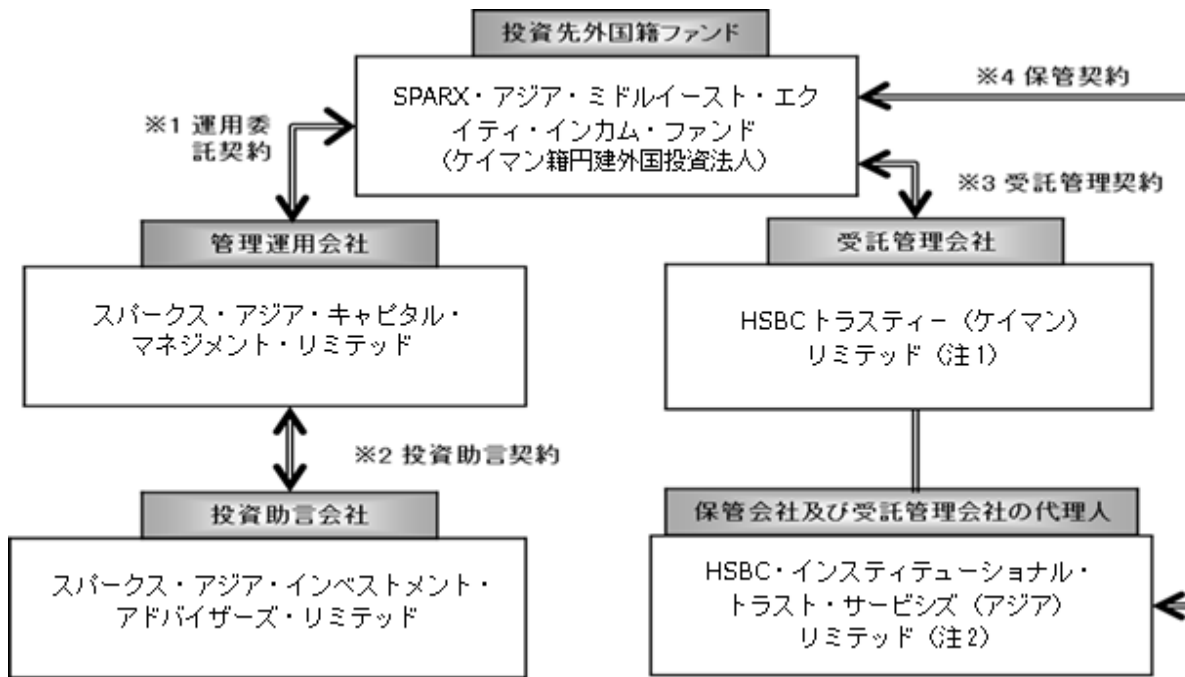 投資先外国籍ファンド
SPARX・アジア・ミドルイースト・エク
イティ・インカム・ファンド
（ケイマン籍円建外国投資法人）
※4 保管契約
※1 運用委
託契約
※3 受託管理契約
管理運用会社
スパークス・アジア・キャピタル・
マネジメント・リミテッド
受託管理会社
HSBCトラスティー（ケイマン）
リミテッド（注1）
※2 投資助言契約
投資助言会社
スパークス・アジア・インベストメント・
アドバイザーズ・リミテッド
保管会社及び受託管理会社の代理人
HSBC・インスティテューショナル・
トラスト・サービシズ（アジア）
リミテッド（注2）